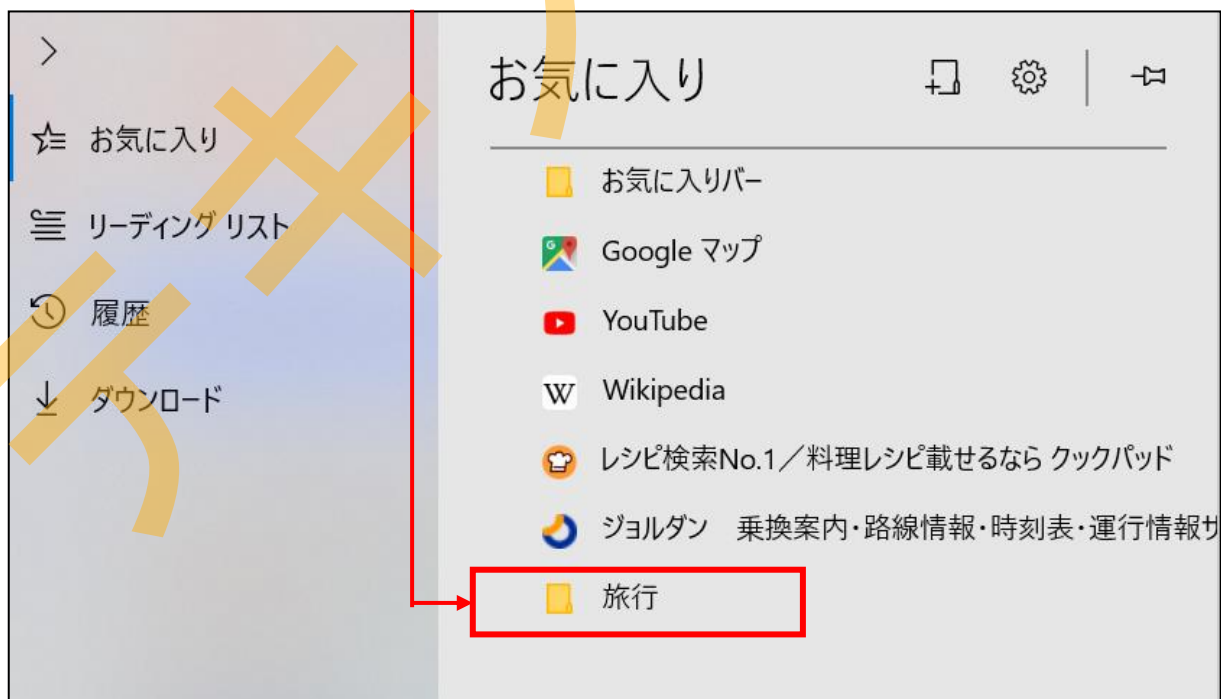 お気に入り
リーディング リスト
履歴
ダウンロード
お気に入り
お気に入りバー
Google マップ
YouTube
Wikipedia
レシピ検索No.1／料理レシピ載せるなら クックパッド
ジョルダン　乗換案内・路線情報・時刻表・運行情報サ
旅行